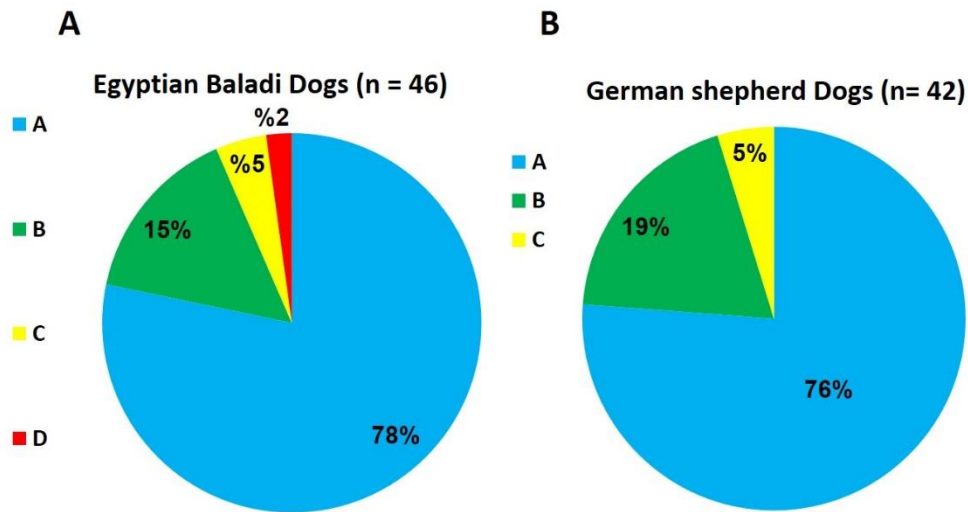 A
Egyptian Baladi Dogs (n = 46)
A
B
C
D
%2
%5
15%
78%
B
German shepherd Dogs (n= 42)
A
B
C
5%
19%
76%